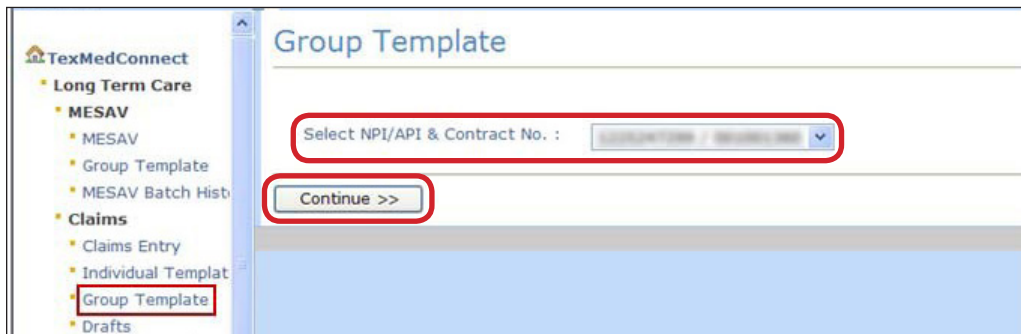 TexMedConnect
Long Term Care
MESAV
MESAV
Group Template
MESAV Batch Hist
Claims
Claims Entry
Individual Templat
Group Template
Drafts
Group Template
Select NPI/API & Contract No. :
Continue >>